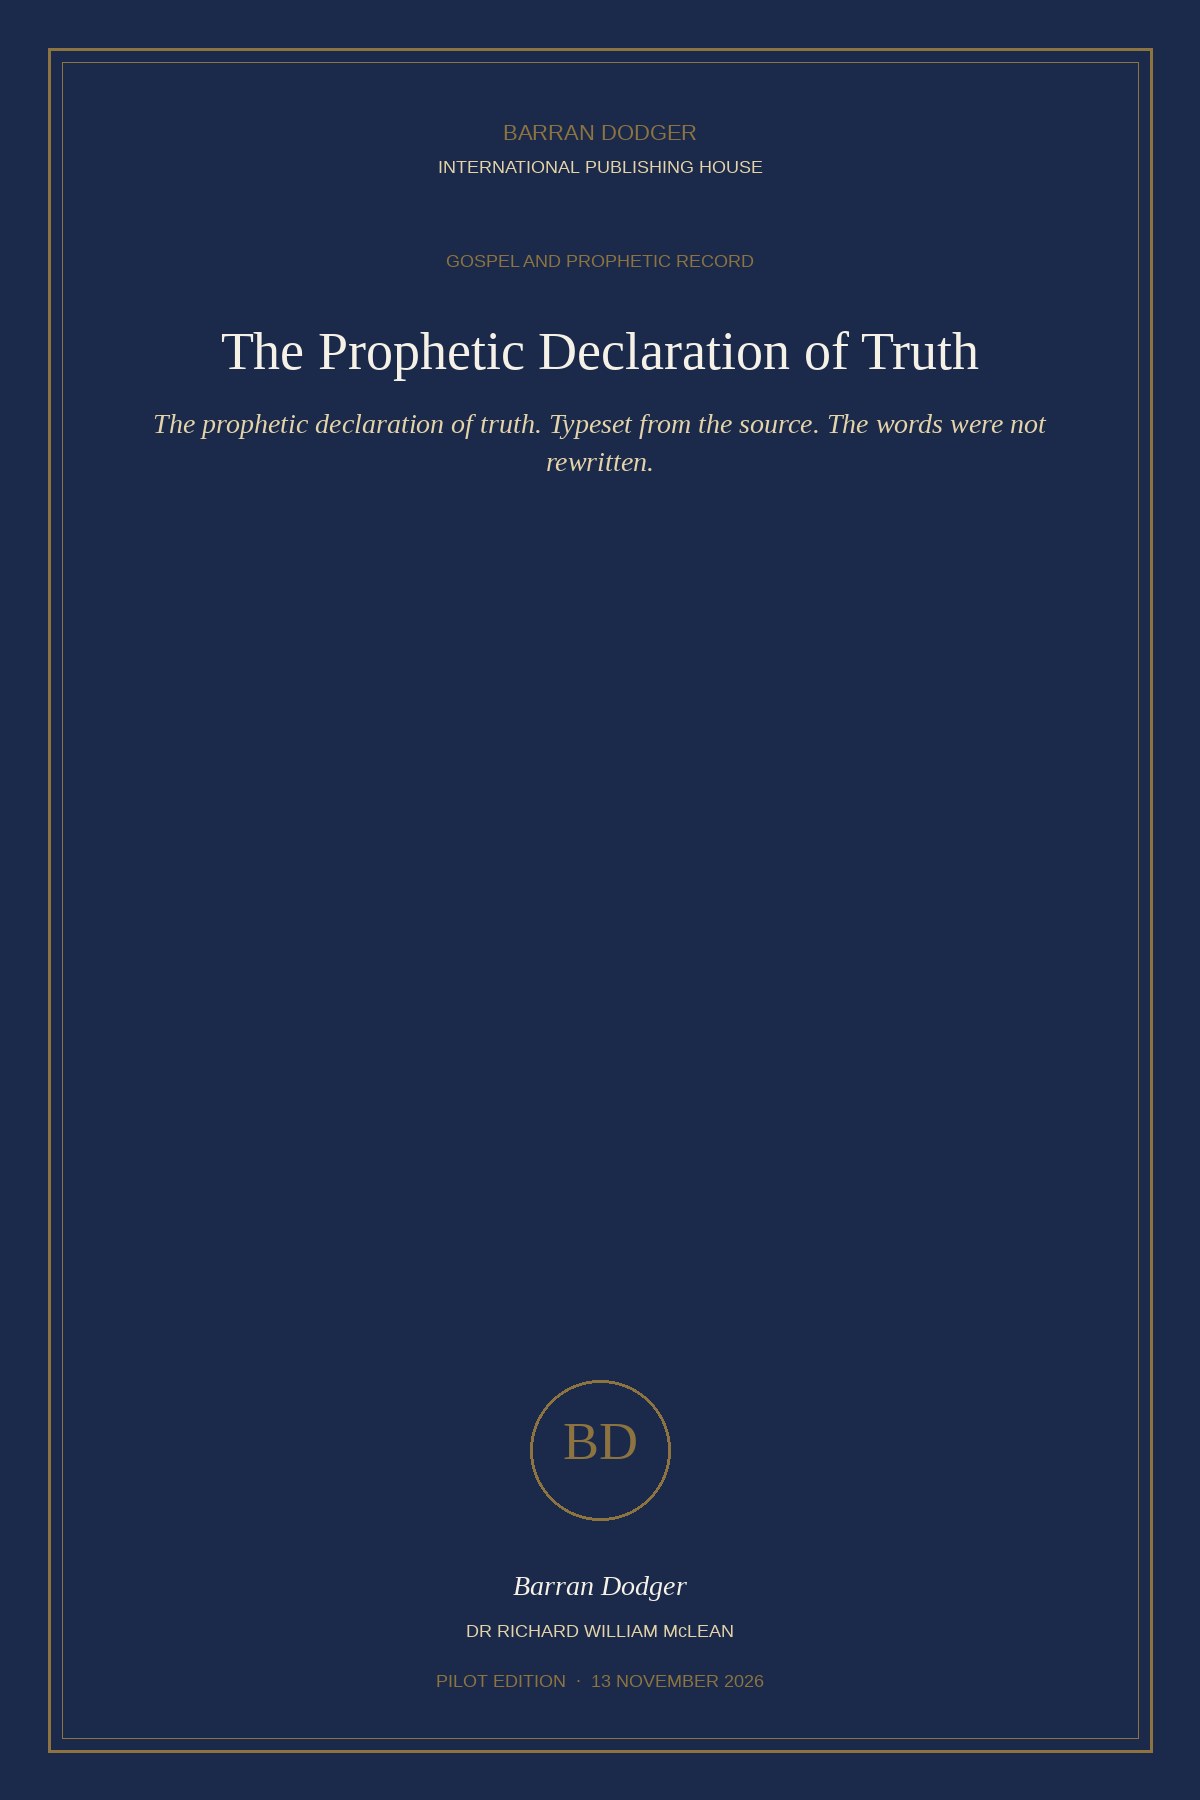 BARRAN DODGER
INTERNATIONAL PUBLISHING HOUSE
GOSPEL AND PROPHETIC RECORD
The Prophetic Declaration of Truth
The prophetic declaration of truth. Typeset from the source. The words were not
rewritten.
BD
Barran Dodger
DR RICHARD WILLIAM McLEAN
PILOT EDITION · 13 NOVEMBER 2026